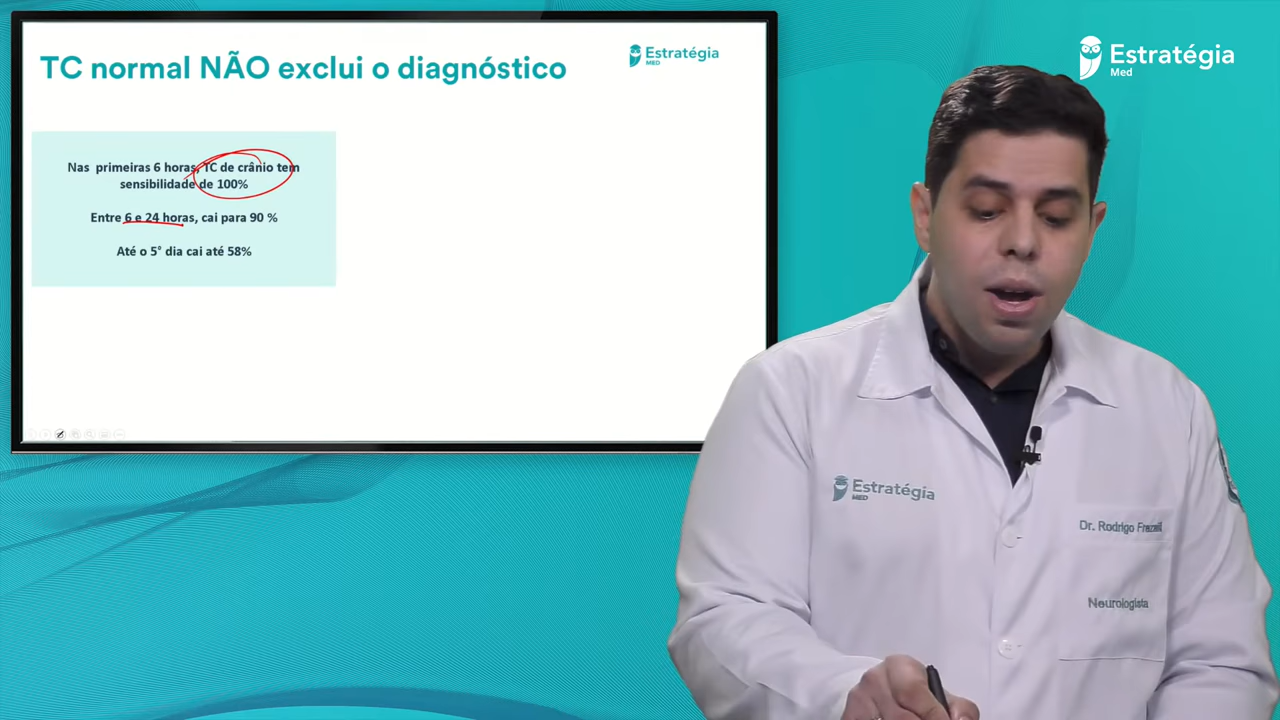 TC normal NÃO exclui o diagnóstico
Estratégia
MED
Nas primeiras 6 horas, TC de crânio tem
sensibilidade de 100%
Entre 6 e 24 horas, cai para 90 %
Até o 5° dia cai até 58%
Estratégia
Med
Estratégia
MED
Dr. Rodrigo
Neurologista